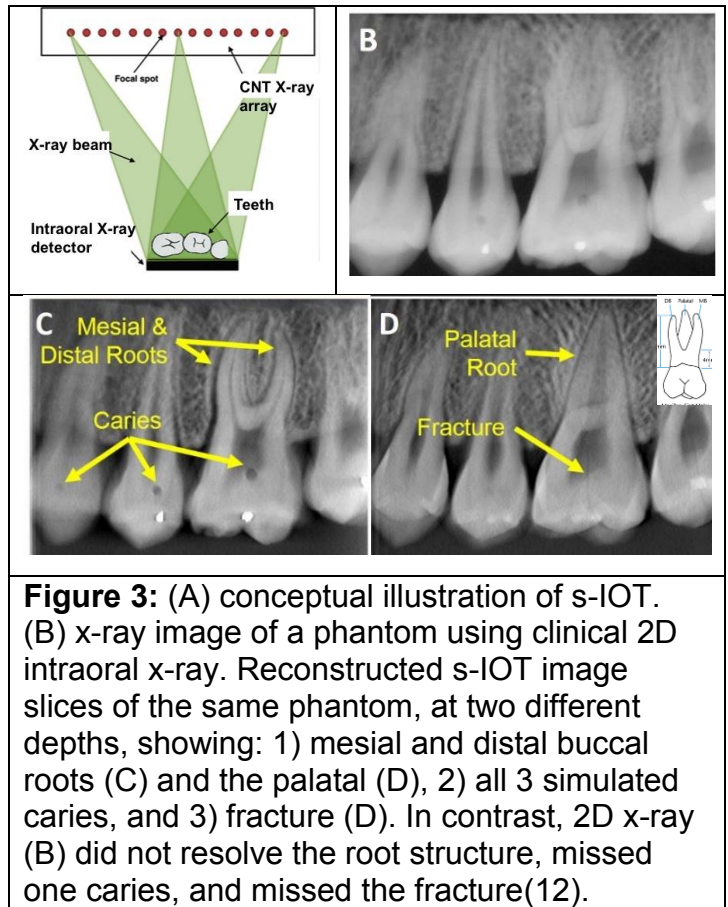 Focal spot
CNT X-ray
array
X-ray beam
Teeth
Intraoral X-ray
detector
B
C
Mesial &
Distal Roots
Caries
D
Palatal
Root
Fracture
DB Palatal MB
Figure 3: (A) conceptual illustration of s-IOT.
(B) x-ray image of a phantom using clinical 2D
intraoral x-ray. Reconstructed s-IOT image
slices of the same phantom, at two different
depths, showing: 1) mesial and distal buccal
roots (C) and the palatal (D), 2) all 3 simulated
caries, and 3) fracture (D). In contrast, 2D x-ray
(B) did not resolve the root structure, missed
one caries, and missed the fracture(12).